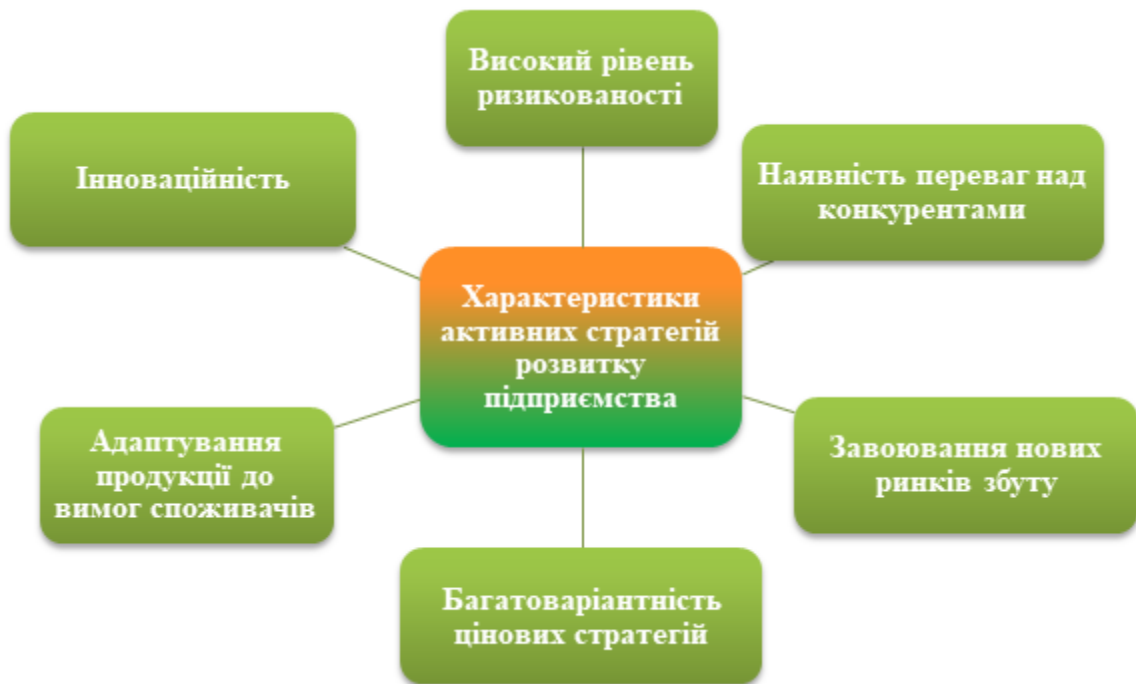 Високий рівень
ризикованості
Інноваційність
Наявність переваг над
конкурентами
Характеристики
активних стратегій
розвитку
підприємства
Адаптування
продукції до
вимог споживачів
Завоювання нових
ринків збуту
Багатоваріантність
цінових стратегій